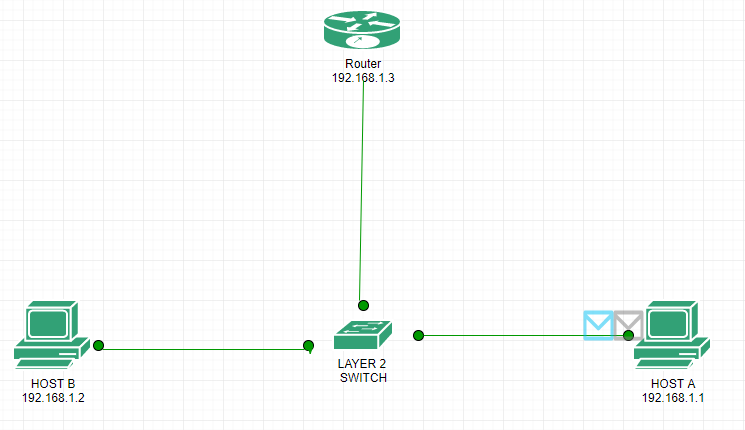 Router
192.168.1.3
LAYER 2
SWITCH
HOST B
192.168.1.2
HOST A
192.168.1.1